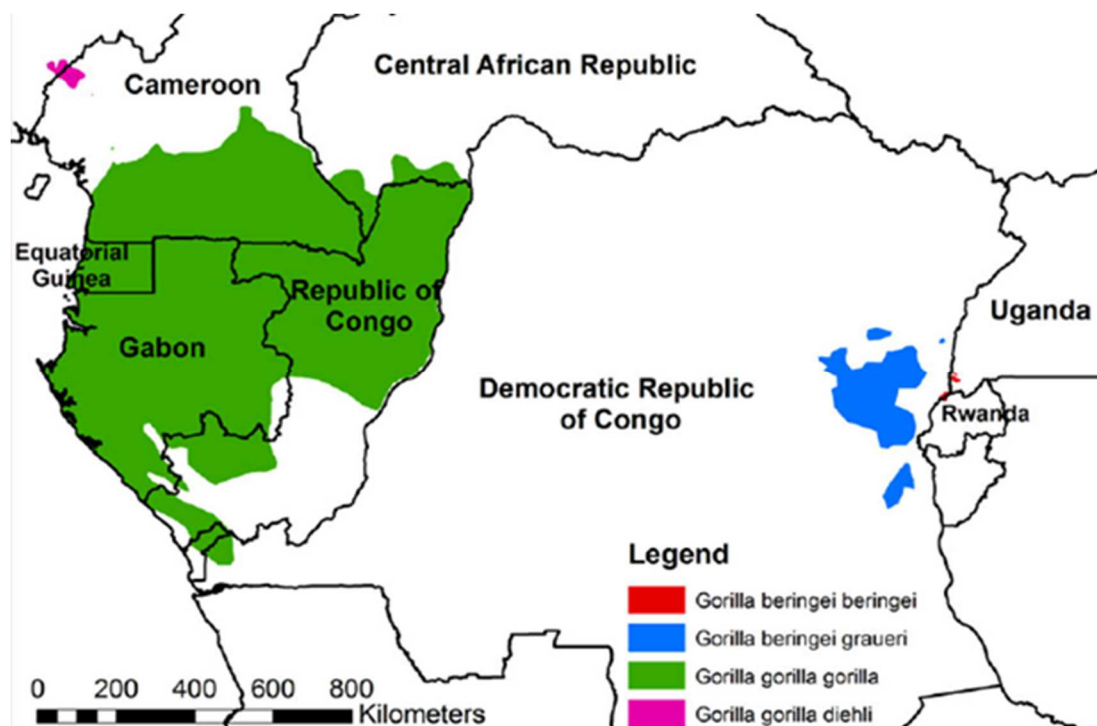 Central African Republic
Cameroon
Equatorial
Guinea
Republic of
Congo
Gabon
Uganda
Democratic Republic
of Congo
Rwanda
Legend
Gorilla beringei beringei
Gorilla beringei graueri
Gorilla gorilla gorilla
Gorilla gorilla diehli
0 200 400 600 800
Kilometers